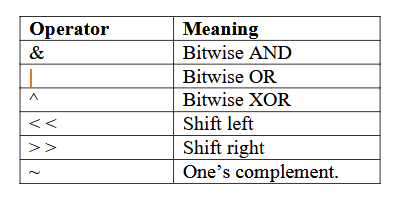 Operator Meaning
& Bitwise AND
| Bitwise OR
^ Bitwise XOR
<< Shift left
>> Shift right
~ One’s complement.